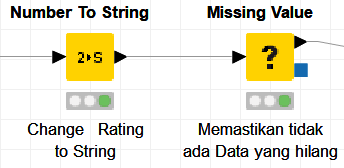 Number To String
Missing Value
2▸S
?
Change Rating
to String
Memastikan tidak
ada Data yang hilang